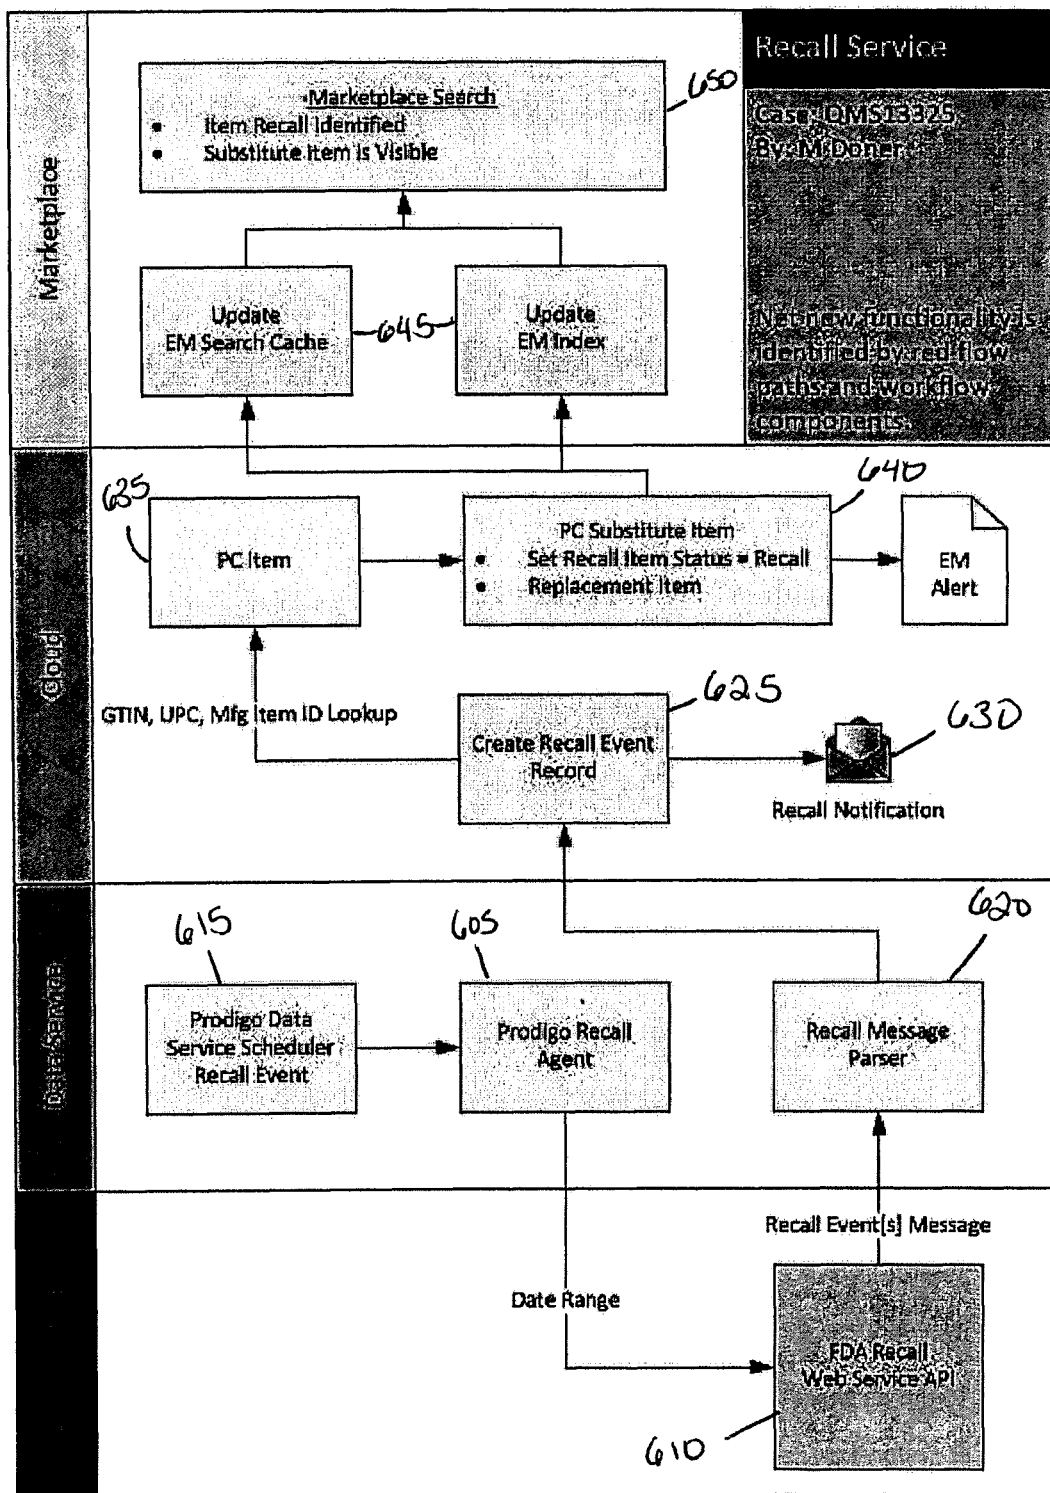 Recall Service
Case: QMS13325
By: M Doner
Net new functionality is
identified by red flow
paths and workflow
components.
Marketplace
Marketplace Search
• Item Recall Identified
• Substitute Item is Visible
650
Update
EM Search Cache
645
Update
EM Index
Cloud
635
PC Item
640
PC Substitute Item
• Set Recall Item Status = Recall
• Replacement Item
EM
Alert
GTIN, UPC, Mfg Item ID Lookup
625
Create Recall Event
Record
630
Recall Notification
Data Service
615
Prodigo Data
Service Scheduler
Recall Event
605
Prodigo Recall
Agent
620
Recall Message
Parser
Recall Event[s] Message
Date Range
FDA Recall
Web Service API
610